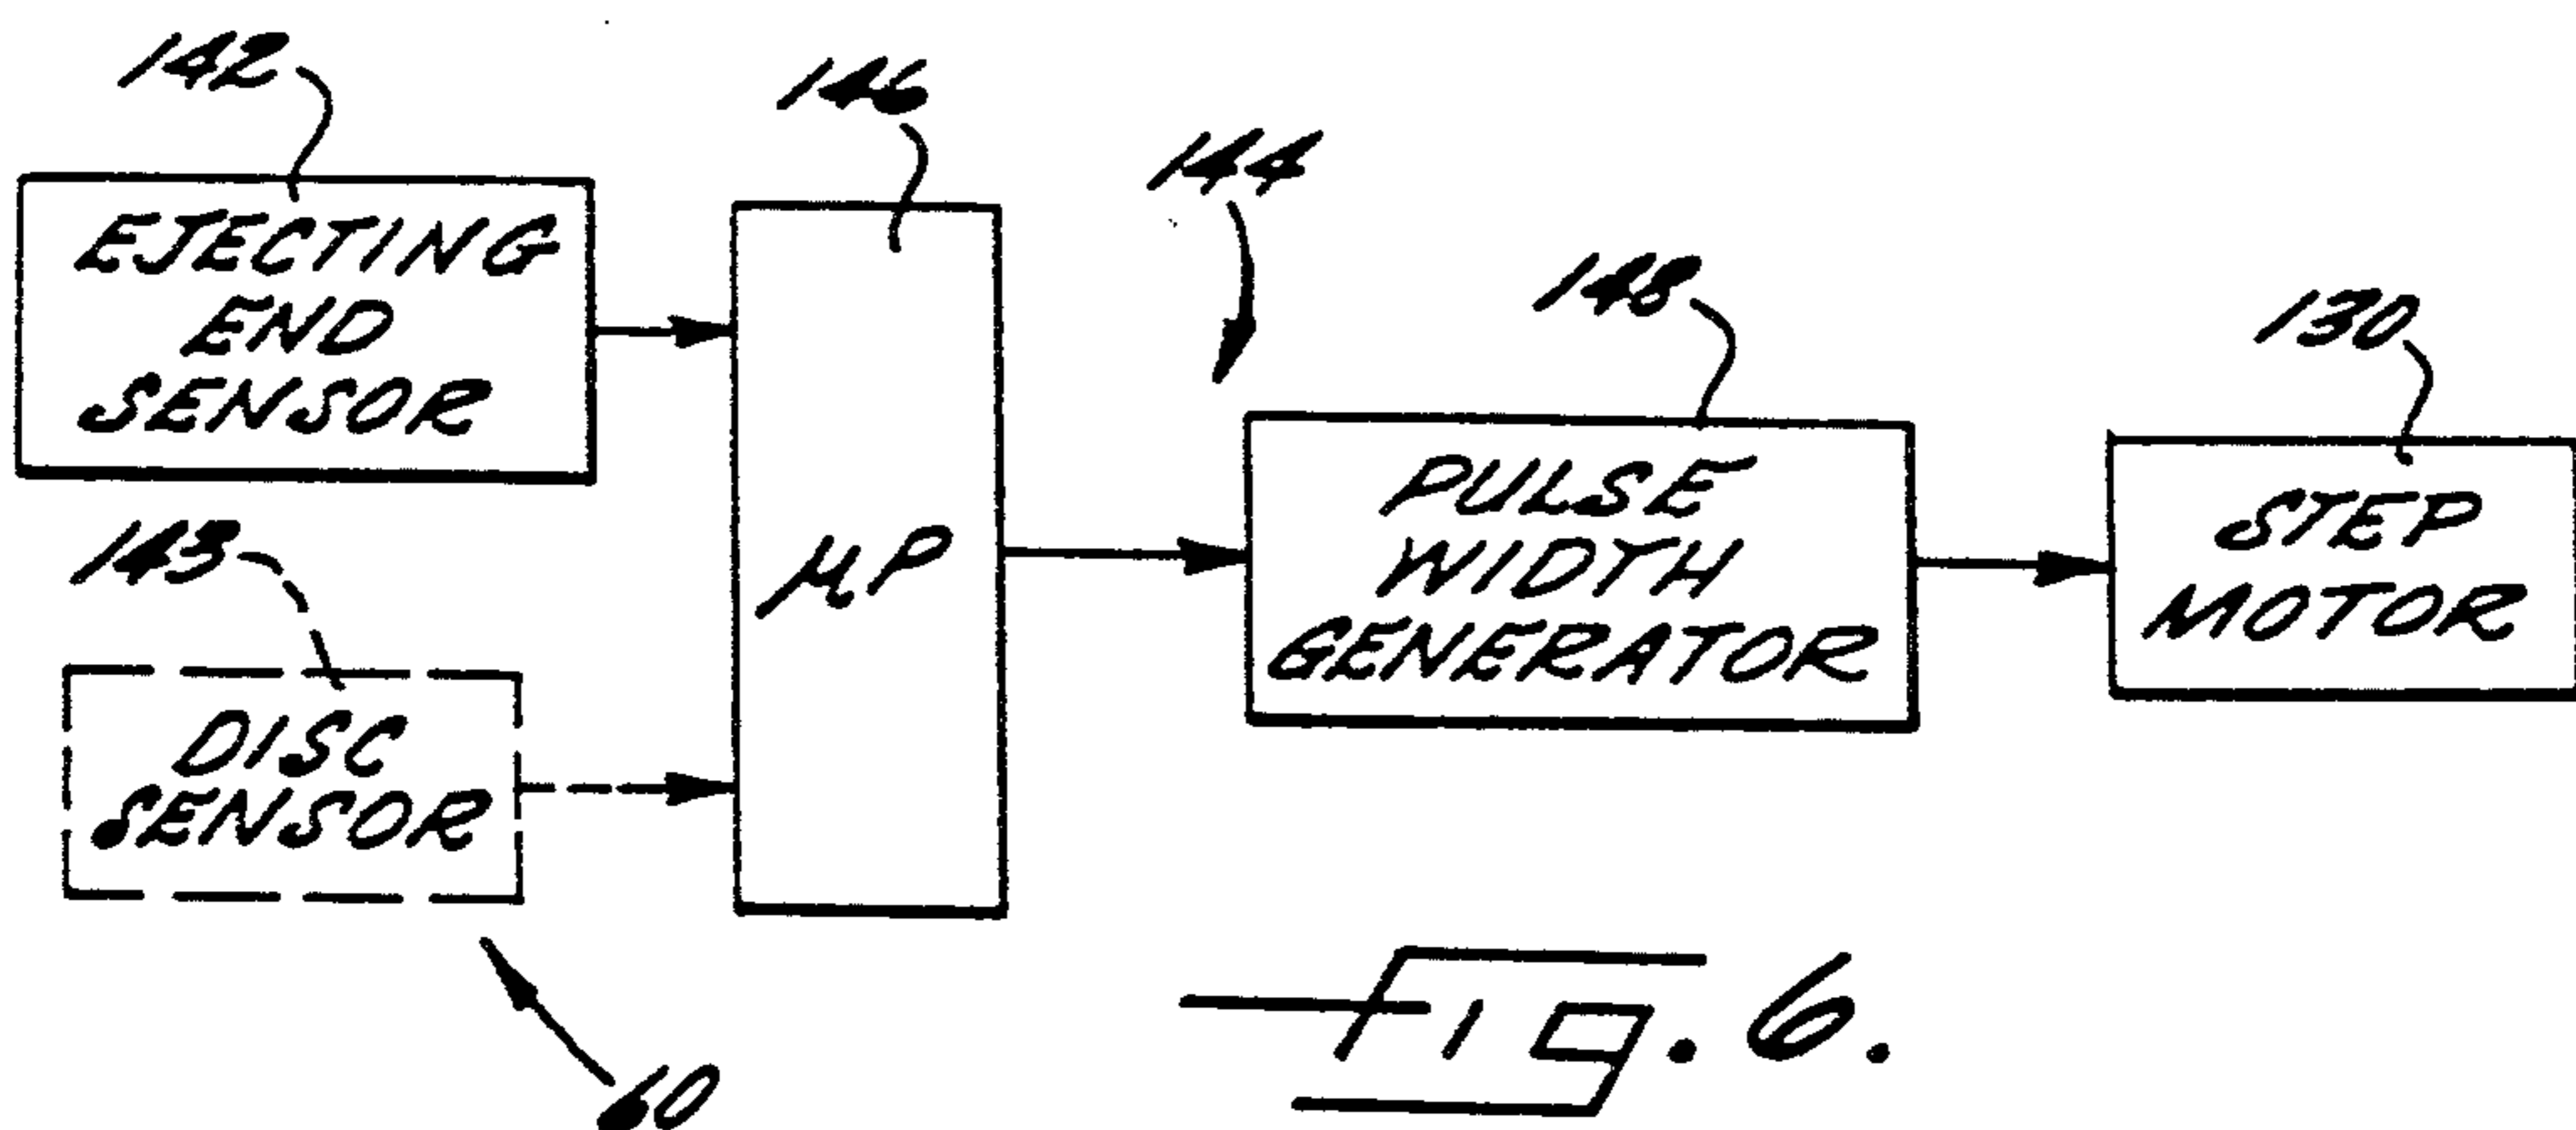 142
146
144
148
130
EJECTING
END
SENSOR
143
DISC
SENSOR
μP
PULSE
WIDTH
GENERATOR
STEP
MOTOR
60
Fig. 6.